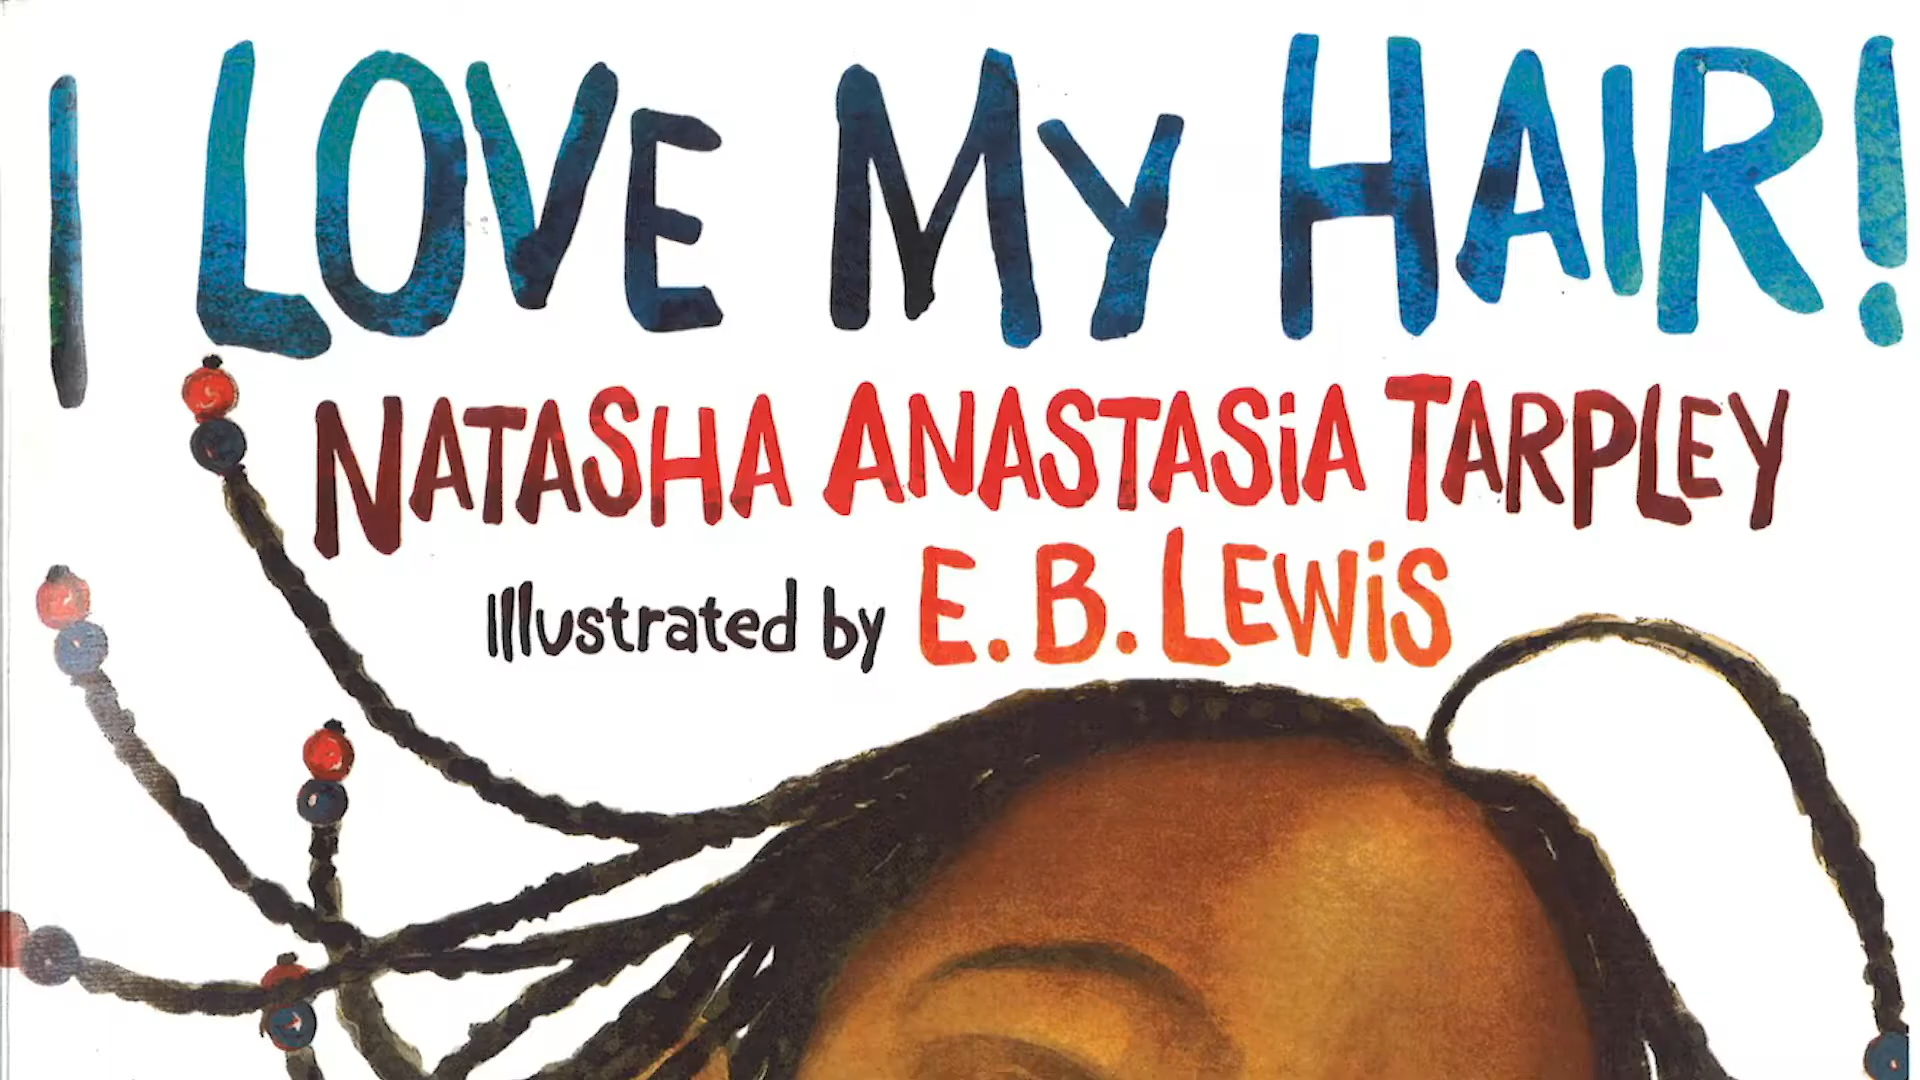 I LOVE MY HAIR!
NATASHA ANASTASiA TARPLEY
Illustrated by E. B. LEWiS